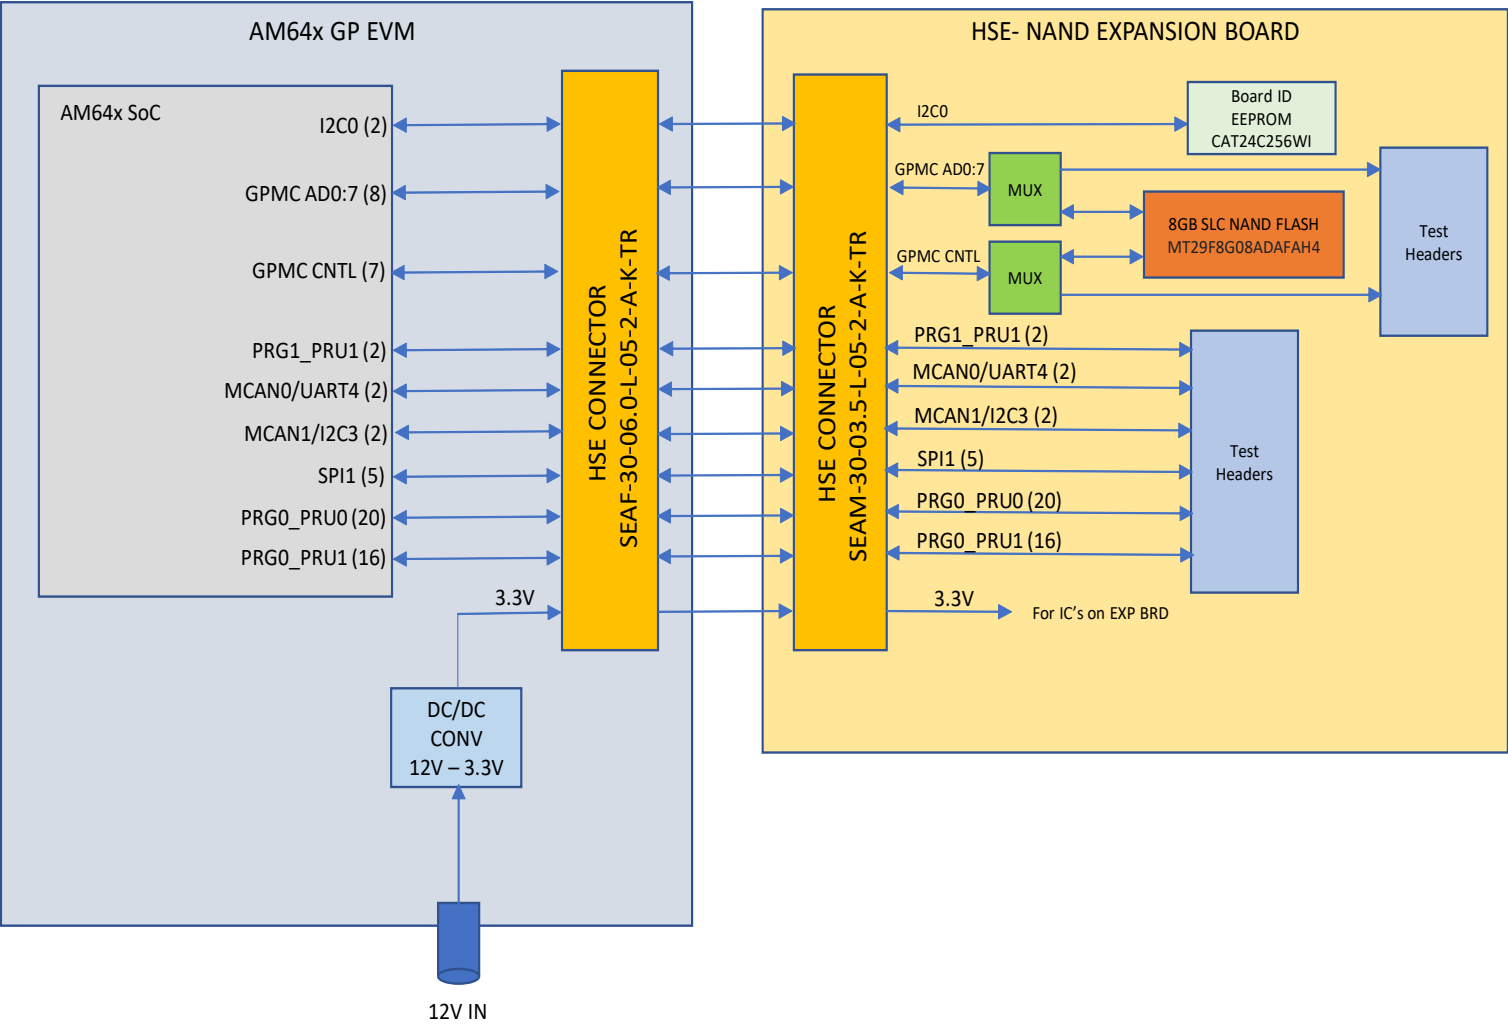 AM64x GP EVM
AM64x SoC
I2C0 (2)
GPMC AD0:7 (8)
GPMC CNTL (7)
PRG1_PRU1 (2)
MCAN0/UART4 (2)
MCAN1/I2C3 (2)
SPI1 (5)
PRG0_PRU0 (20)
PRG0_PRU1 (16)
3.3V
HSE CONNECTOR
SEAF-30-06.0-L-05-2-A-K-TR
DC/DC
CONV
12V – 3.3V
12V IN
HSE- NAND EXPANSION BOARD
HSE CONNECTOR
SEAM-30-03.5-L-05-2-A-K-TR
I2C0
Board ID
EEPROM
CAT24C256WI
GPMC AD0:7
MUX
8GB SLC NAND FLASH
MT29F8G08ADAFAH4
GPMC CNTL
MUX
Test
Headers
PRG1_PRU1 (2)
MCAN0/UART4 (2)
MCAN1/I2C3 (2)
SPI1 (5)
PRG0_PRU0 (20)
PRG0_PRU1 (16)
Test
Headers
3.3V
For IC's on EXP BRD